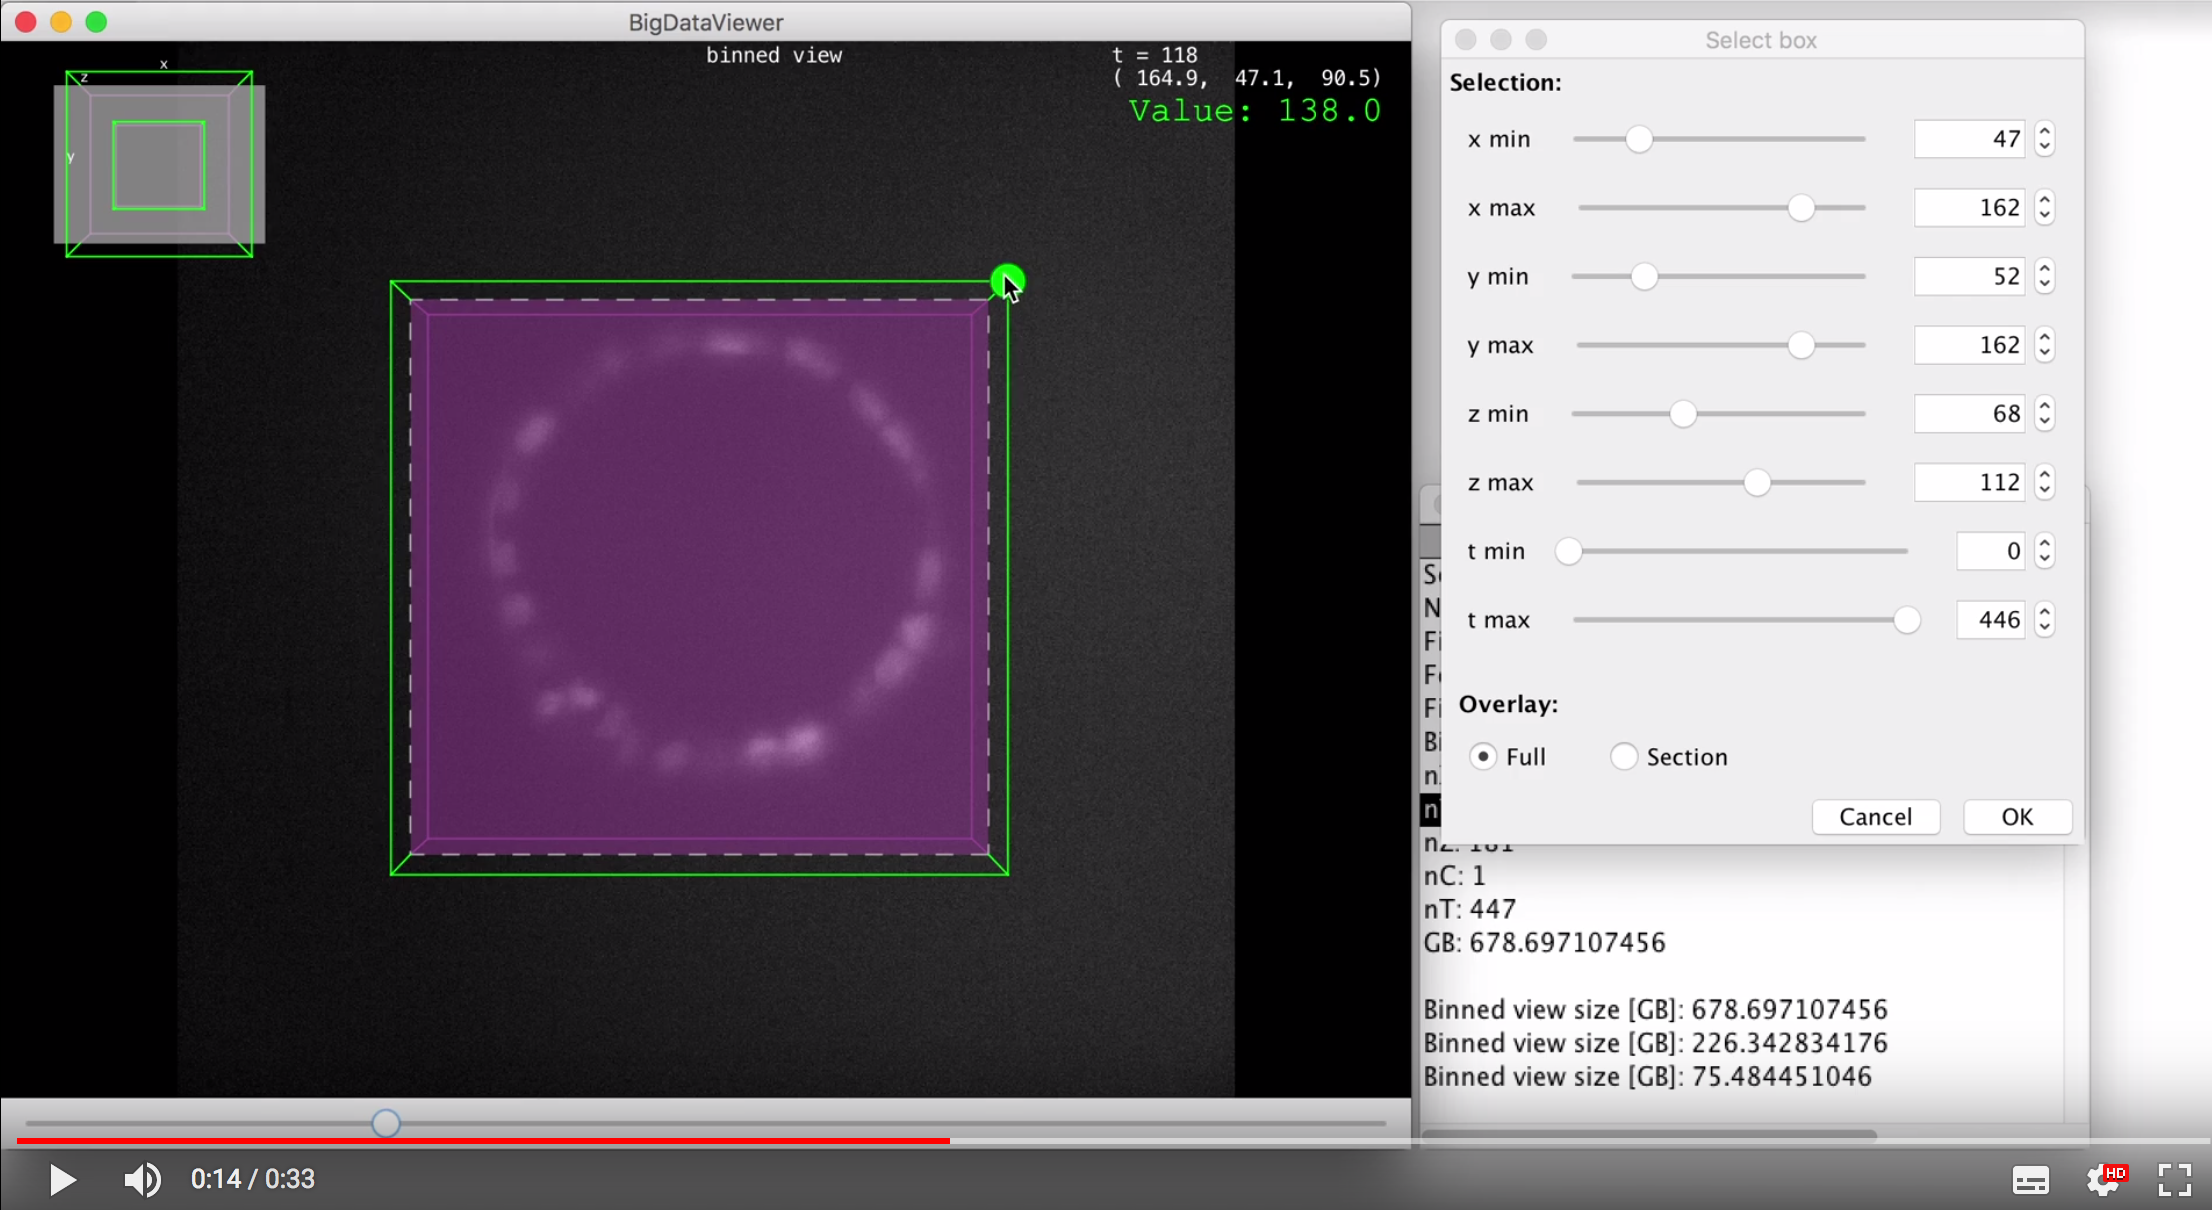 BigDataViewer
binned view
t = 118
( 164.9, 47.1, 90.5)
Value: 138.0
x
z
y
Select box
Selection:
x min 47
x max 162
y min 52
y max 162
z min 68
z max 112
t min 0
t max 446
Overlay:
Full Section
Cancel OK
nC: 1
nT: 447
GB: 678.697107456
Binned view size [GB]: 678.697107456
Binned view size [GB]: 226.342834176
Binned view size [GB]: 75.484451046
0:14 / 0:33
HD